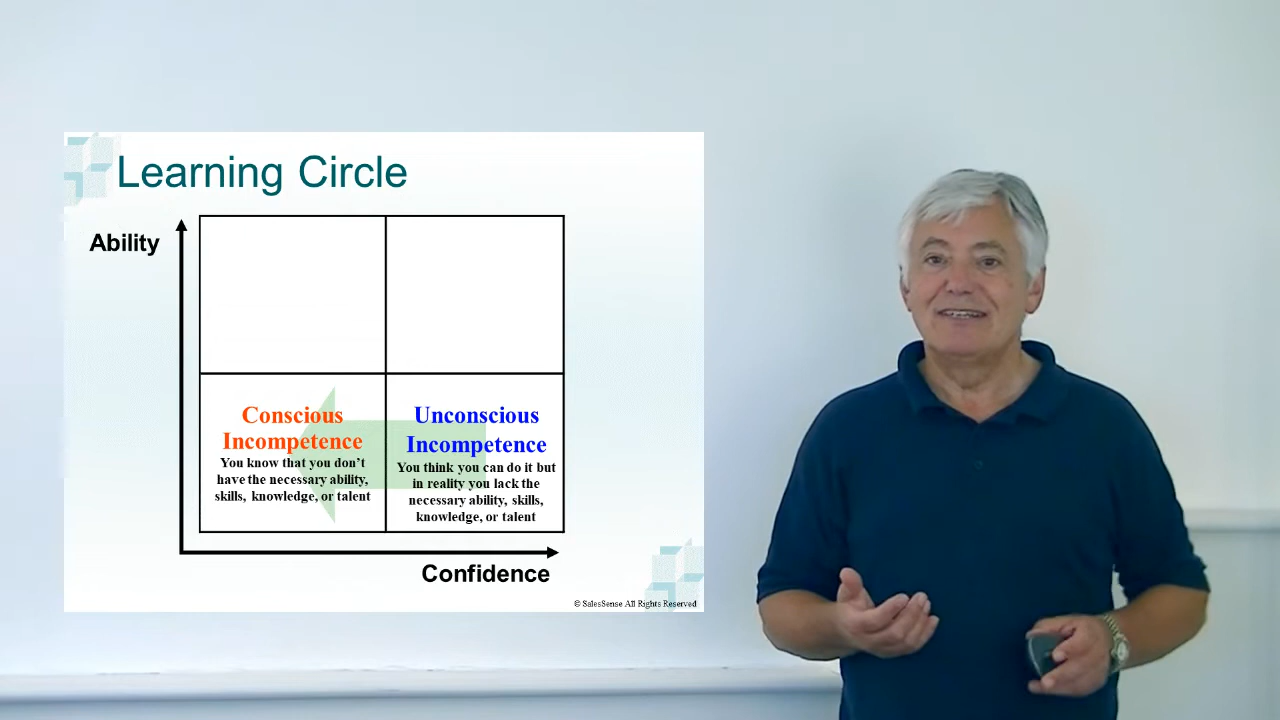 Learning Circle
Ability
Conscious
Incompetence
You know that you don't
have the necessary ability,
skills, knowledge, or talent
Unconscious
Incompetence
You think you can do it but
in reality you lack the
necessary ability, skills,
knowledge, or talent
Confidence
© SalesSense All Rights Reserved